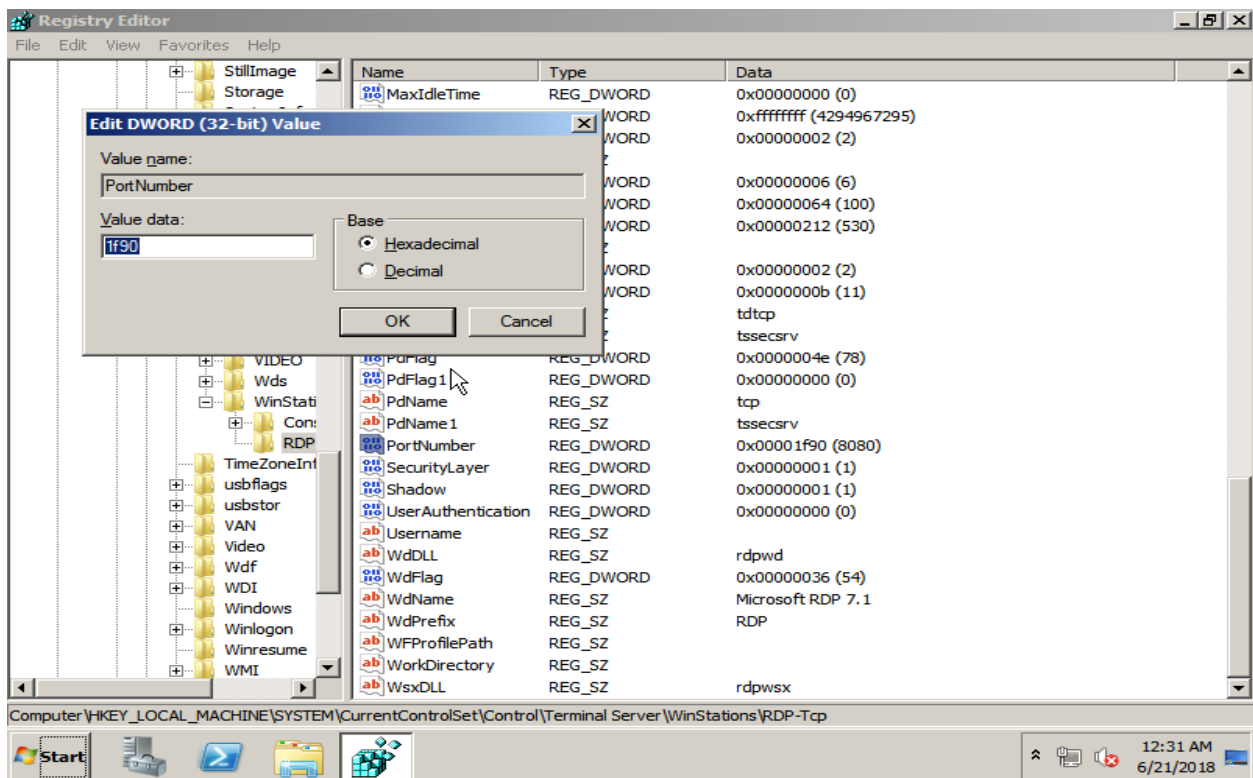 Registry Editor
File Edit View Favorites Help
StillImage
Storage
VIDEO
Wds
WinStati
Con
RDP
TimeZoneInf
usbflags
usbstor
VAN
Video
Wdf
WDI
Windows
Winlogon
Winresume
WMI
Edit DWORD (32-bit) Value
Value name:
PortNumber
Value data:
1f90
Base
Hexadecimal
Decimal
OK Cancel
Name Type Data
MaxIdleTime REG_DWORD 0x00000000 (0)
WORD 0xffffffff (4294967295)
WORD 0x00000002 (2)
WORD 0x00000006 (6)
WORD 0x00000064 (100)
WORD 0x00000212 (530)
WORD 0x00000002 (2)
WORD 0x0000000b (11)
tdtcp
tssecsrv
PdFlag REG_DWORD 0x0000004e (78)
PdFlag1 REG_DWORD 0x00000000 (0)
PdName REG_SZ tcp
PdName1 REG_SZ tssecsrv
PortNumber REG_DWORD 0x00001f90 (8080)
SecurityLayer REG_DWORD 0x00000001 (1)
Shadow REG_DWORD 0x00000001 (1)
UserAuthentication REG_DWORD 0x00000000 (0)
Username REG_SZ
WdDLL REG_SZ rdpwd
WdFlag REG_DWORD 0x00000036 (54)
WdName REG_SZ Microsoft RDP 7.1
WdPrefix REG_SZ RDP
WFProfilePath REG_SZ
WorkDirectory REG_SZ
WsxDLL REG_SZ rdpwsx
Computer\HKEY_LOCAL_MACHINE\SYSTEM\CurrentControlSet\Control\Terminal Server\WinStations\RDP-Tcp
Start
12:31 AM
6/21/2018